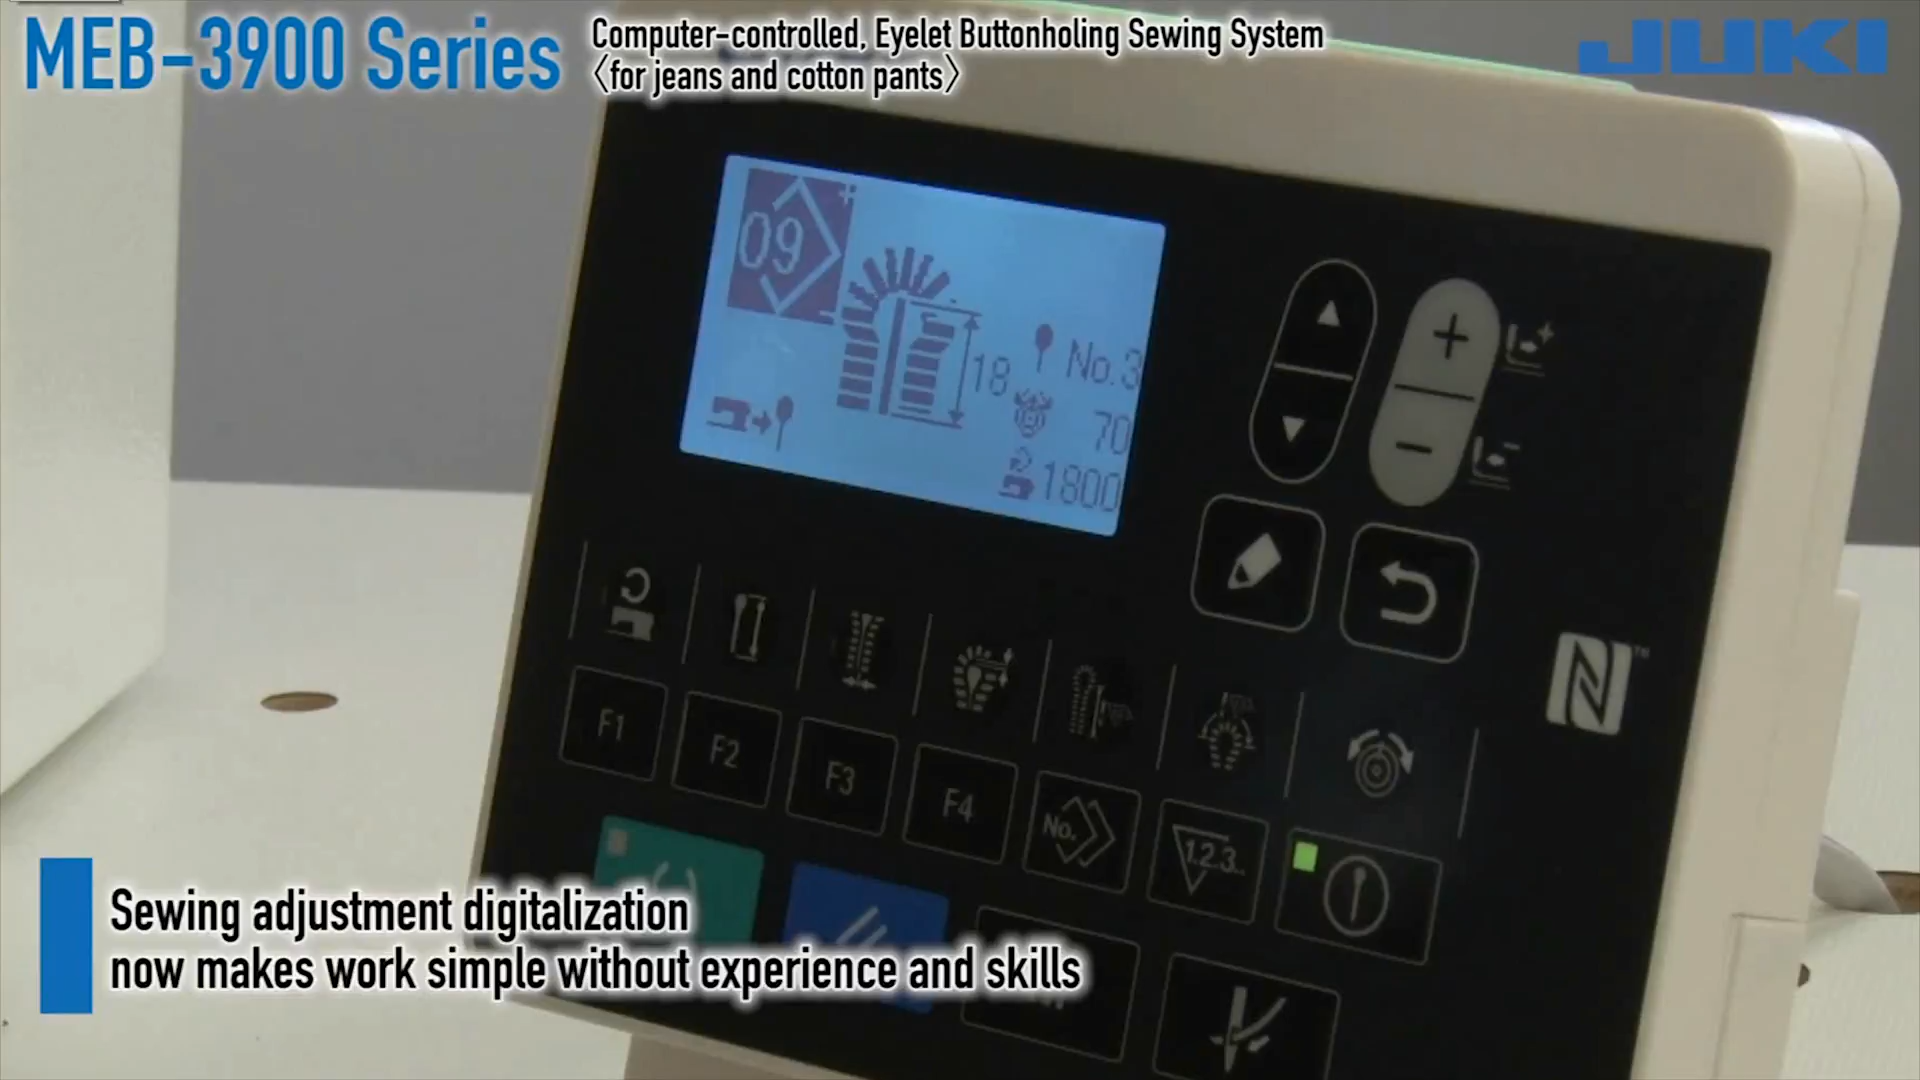 MEB-3900 Series
Computer-controlled, Eyelet Buttonholing Sewing System
〈for jeans and cotton pants〉
JUKI
09
18
No.3
70
1800
F1
F2
F3
F4
No.
1.2.3..
Sewing adjustment digitalization
now makes work simple without experience and skills